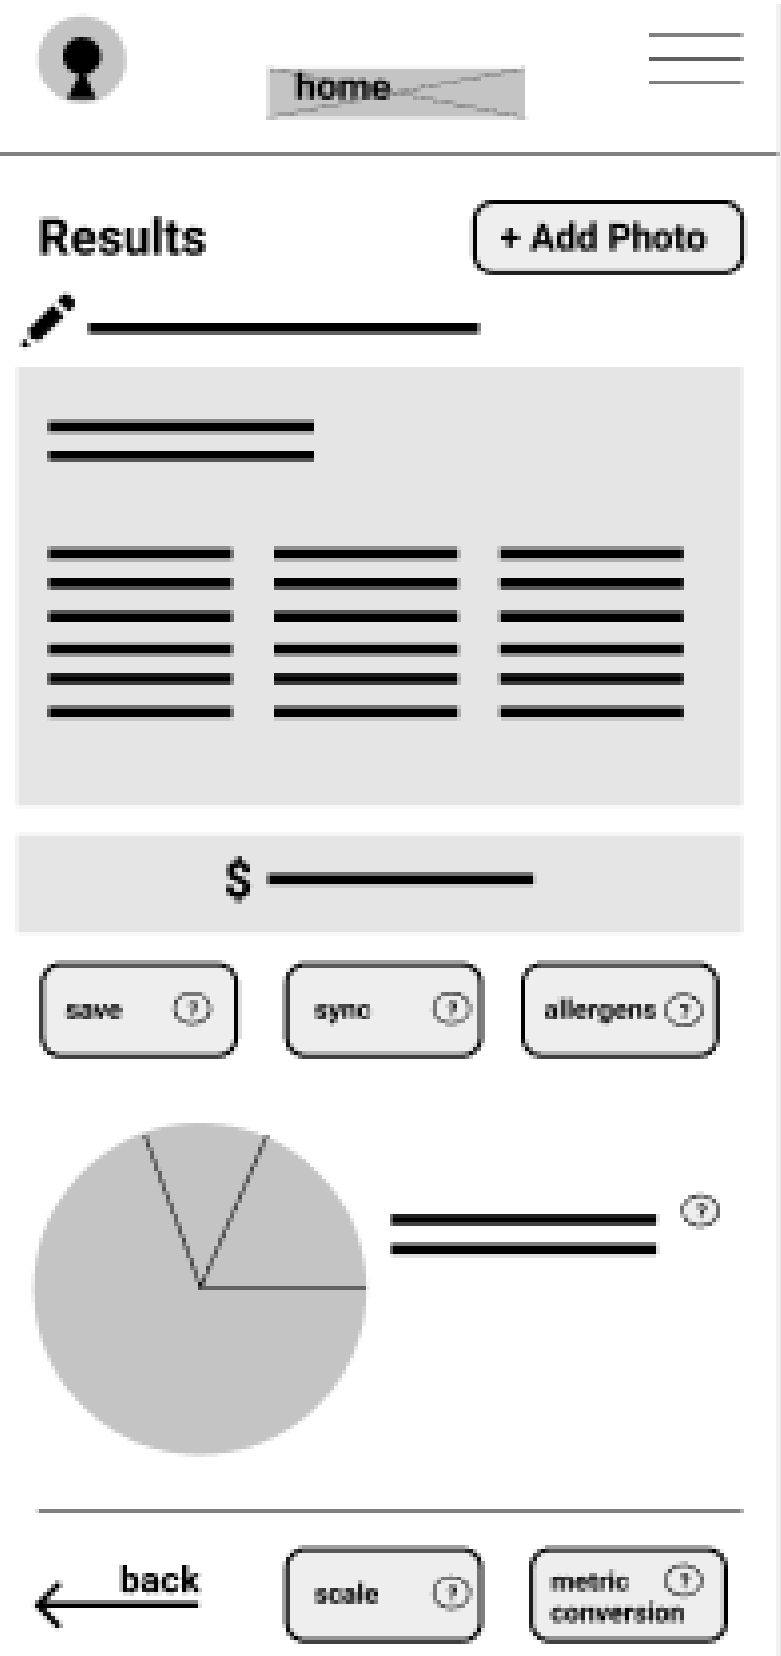 home
Results
+ Add Photo
$
save ?
sync ?
allergens ?
?
back
scale ?
metric ?
conversion